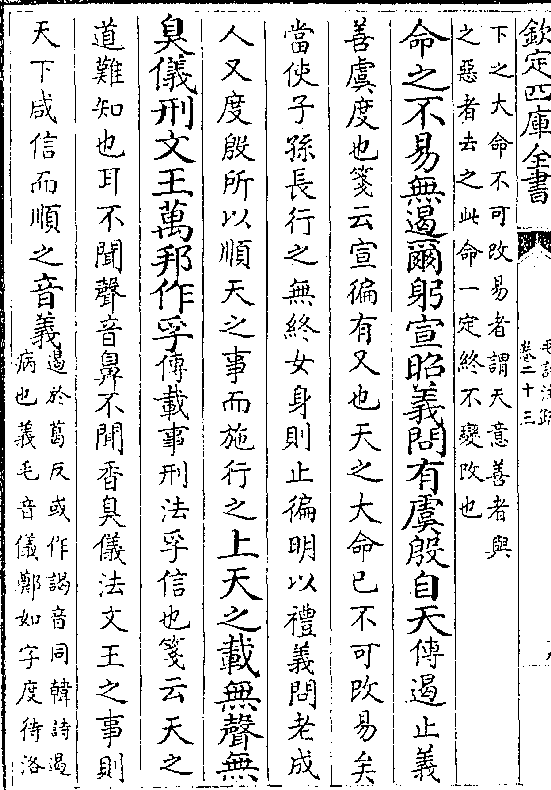 欽定四庫全書
毛詩注疏
卷二十三
下之大命不可改易者謂天意善者與
之惡者去之此命一定終不變改也
命之不易無遏爾躬宣昭義問有虞殷自天傳遏止義
善虞度也箋云宣徧有又也天之大命已不可改易矣
當使子孫長行之無終女身則止徧明以禮義問老成
人又度殷所以順天之事而施行之上天之載無聲無
臭儀刑文王萬邦作孚傳載事刑法孚信也箋云天之
道難知也耳不聞聲音鼻不聞香臭儀法文王之事則
天下咸信而順之音義
遏於葛反或作謁音同韓詩遏
病也義毛音儀鄭如字度待洛